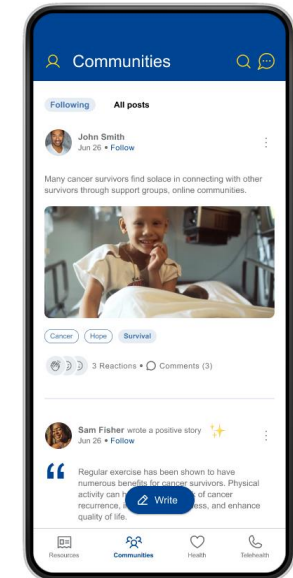 Communities
Following All posts
John Smith
Jun 26 • Follow
Many cancer survivors find solace in connecting with other
survivors through support groups, online communities.
Cancer Hope Survival
3 Reactions • Comments (3)
Sam Fisher wrote a positive story
Jun 26 • Follow
Regular exercise has been shown to have
numerous benefits for cancer survivors. Physical
activity can of cancer
recurrence, and enhance
quality of life.
Write
Resources Communities Health Telehealth